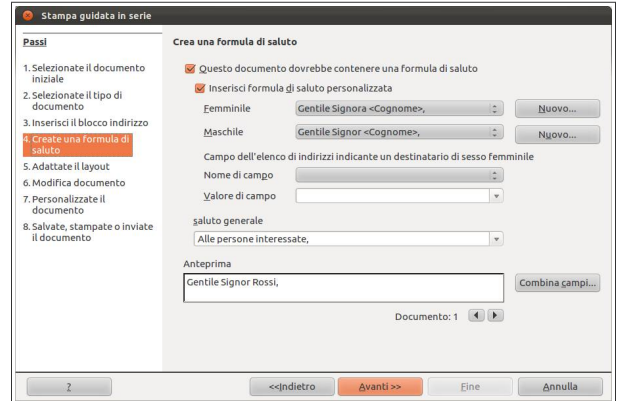 Stampa guidata in serie
Passi
1. Selezionate il documento
iniziale
2. Selezionate il tipo di
documento
3. Inserisci il blocco indirizzo
4. Create una formula di
saluto
5. Adattate il layout
6. Modifica documento
7. Personalizzate il
documento
8. Salvate, stampate o inviate
il documento
Crea una formula di saluto
Questo documento dovrebbe contenere una formula di saluto
Inserisci formula di saluto personalizzata
Femminile Gentile Signora <Cognome>, Nuovo...
Maschile Gentile Signor <Cognome>, Nuovo...
Campo dell'elenco di indirizzi indicante un destinatario di sesso femminile
Nome di campo
Valore di campo
saluto generale
Alle persone interessate,
Anteprima
Gentile Signor Rossi, Combina campi...
Documento: 1
? <<Indietro Avanti >> Fine Annulla